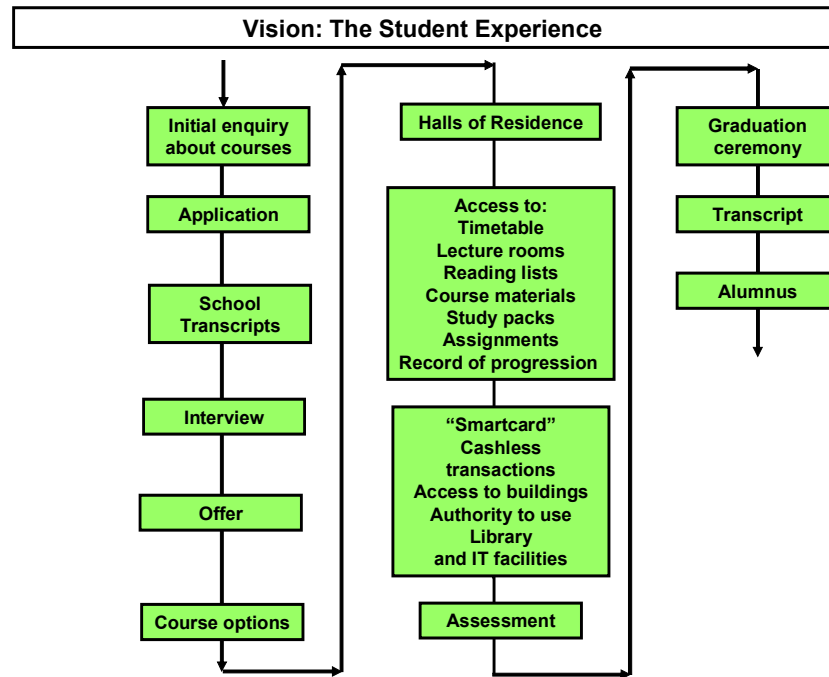 Vision: The Student Experience
Initial enquiry
about courses
Application
School
Transcripts
Interview
Offer
Course options
Halls of Residence
Access to:
Timetable
Lecture rooms
Reading lists
Course materials
Study packs
Assignments
Record of progression
“Smartcard”
Cashless
transactions
Access to buildings
Authority to use
Library
and IT facilities
Assessment
Graduation
ceremony
Transcript
Alumnus